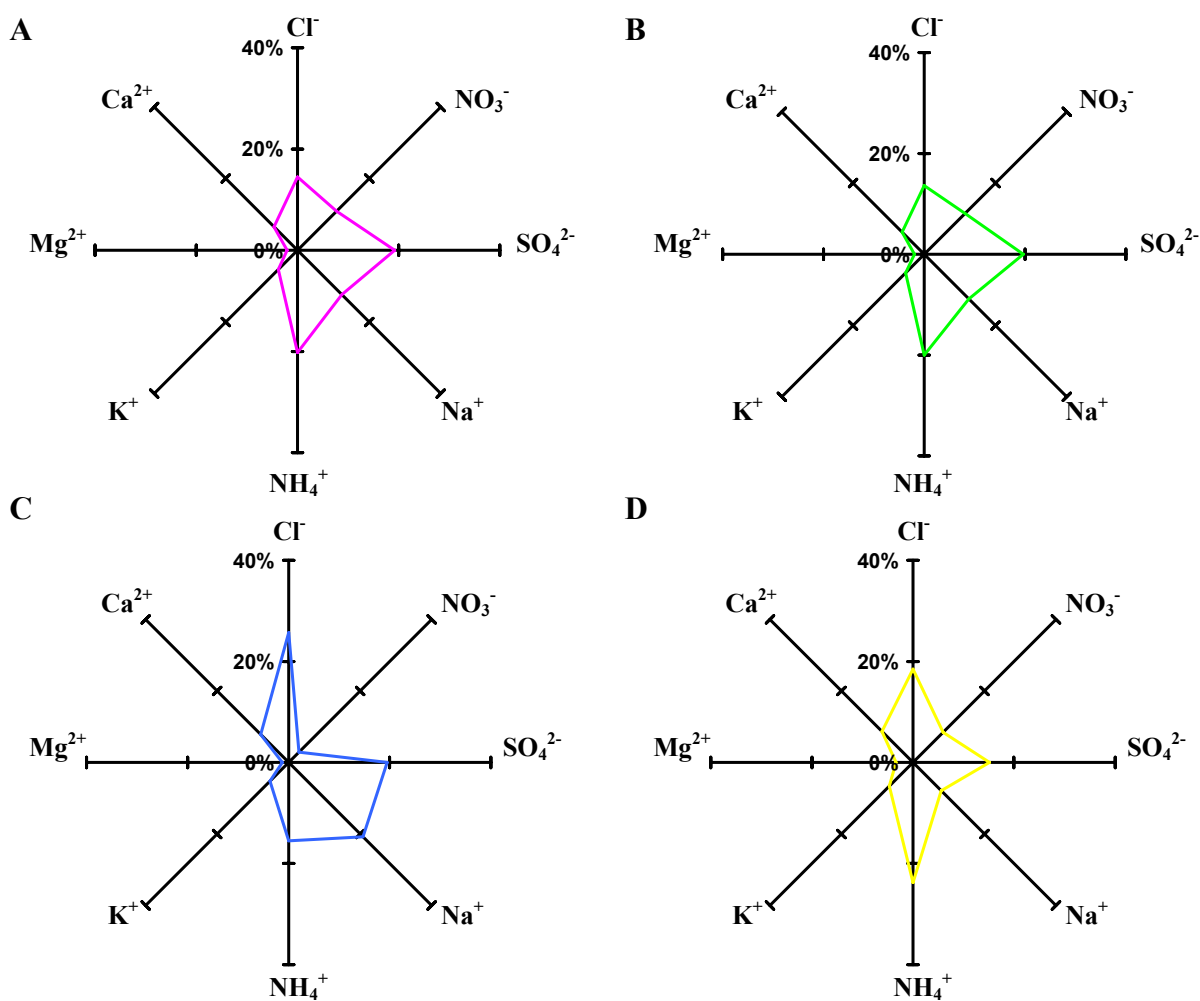 A
Cl⁻
40%
Ca²⁺
NO₃⁻
20%
Mg²⁺
0%
SO₄²⁻
K⁺
Na⁺
NH₄⁺
B
Cl⁻
40%
Ca²⁺
NO₃⁻
20%
Mg²⁺
0%
SO₄²⁻
K⁺
Na⁺
NH₄⁺
C
Cl⁻
40%
Ca²⁺
NO₃⁻
20%
Mg²⁺
0%
SO₄²⁻
K⁺
Na⁺
NH₄⁺
D
Cl⁻
40%
Ca²⁺
NO₃⁻
20%
Mg²⁺
0%
SO₄²⁻
K⁺
Na⁺
NH₄⁺